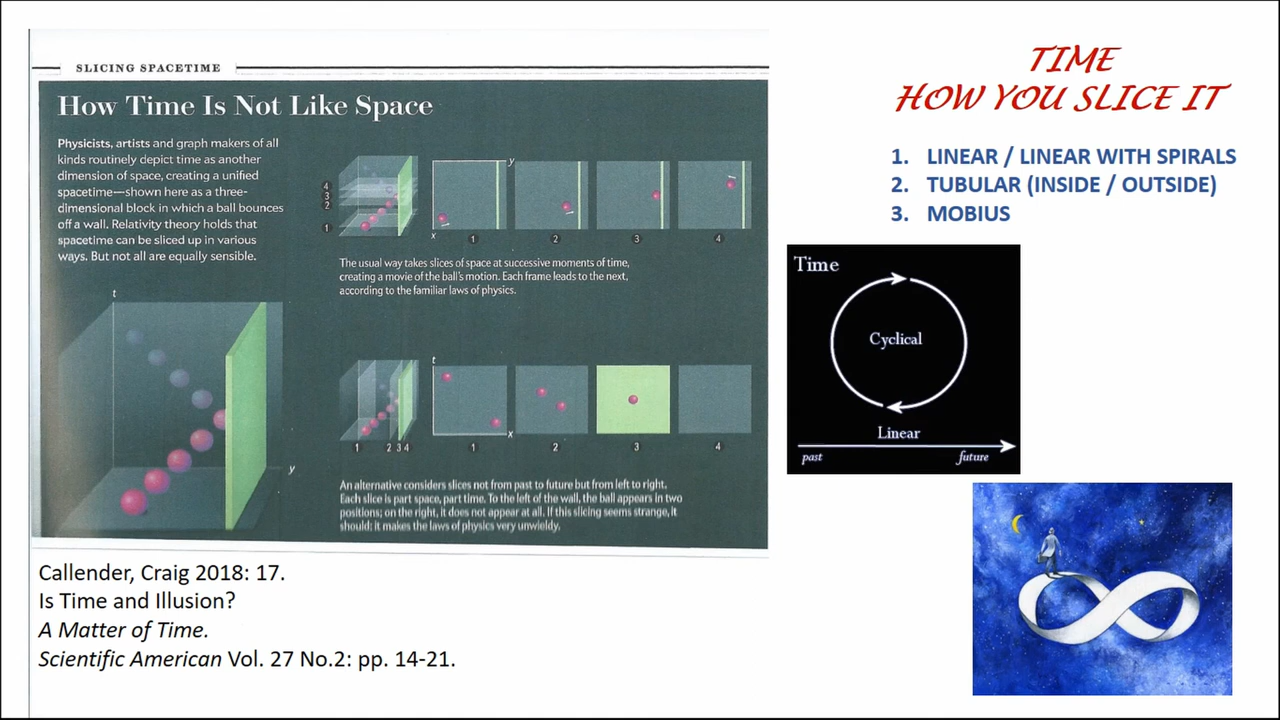 SLICING SPACETIME
How Time Is Not Like Space
Physicists, artists and graph makers of all
kinds routinely depict time as another
dimension of space, creating a unified
spacetime—shown here as a three-
dimensional block in which a ball bounces
off a wall. Relativity theory holds that
spacetime can be sliced up in various
ways. But not all are equally sensible.
t
y
4
3
2
1
y
x
1
2
3
4
The usual way takes slices of space at successive moments of time,
creating a movie of the ball's motion. Each frame leads to the next,
according to the familiar laws of physics.
t
x
1 2 3 4
1
2
3
4
An alternative considers slices not from past to future but from left to right.
Each slice is part space, part time. To the left of the wall, the ball appears in two
positions; on the right, it does not appear at all. If this slicing seems strange, it
should: it makes the laws of physics very unwieldy.
Callender, Craig 2018: 17.
Is Time and Illusion?
A Matter of Time.
Scientific American Vol. 27 No.2: pp. 14-21.
TIME
HOW YOU SLICE IT
1. LINEAR / LINEAR WITH SPIRALS
2. TUBULAR (INSIDE / OUTSIDE)
3. MOBIUS
Time
Cyclical
Linear
past
future